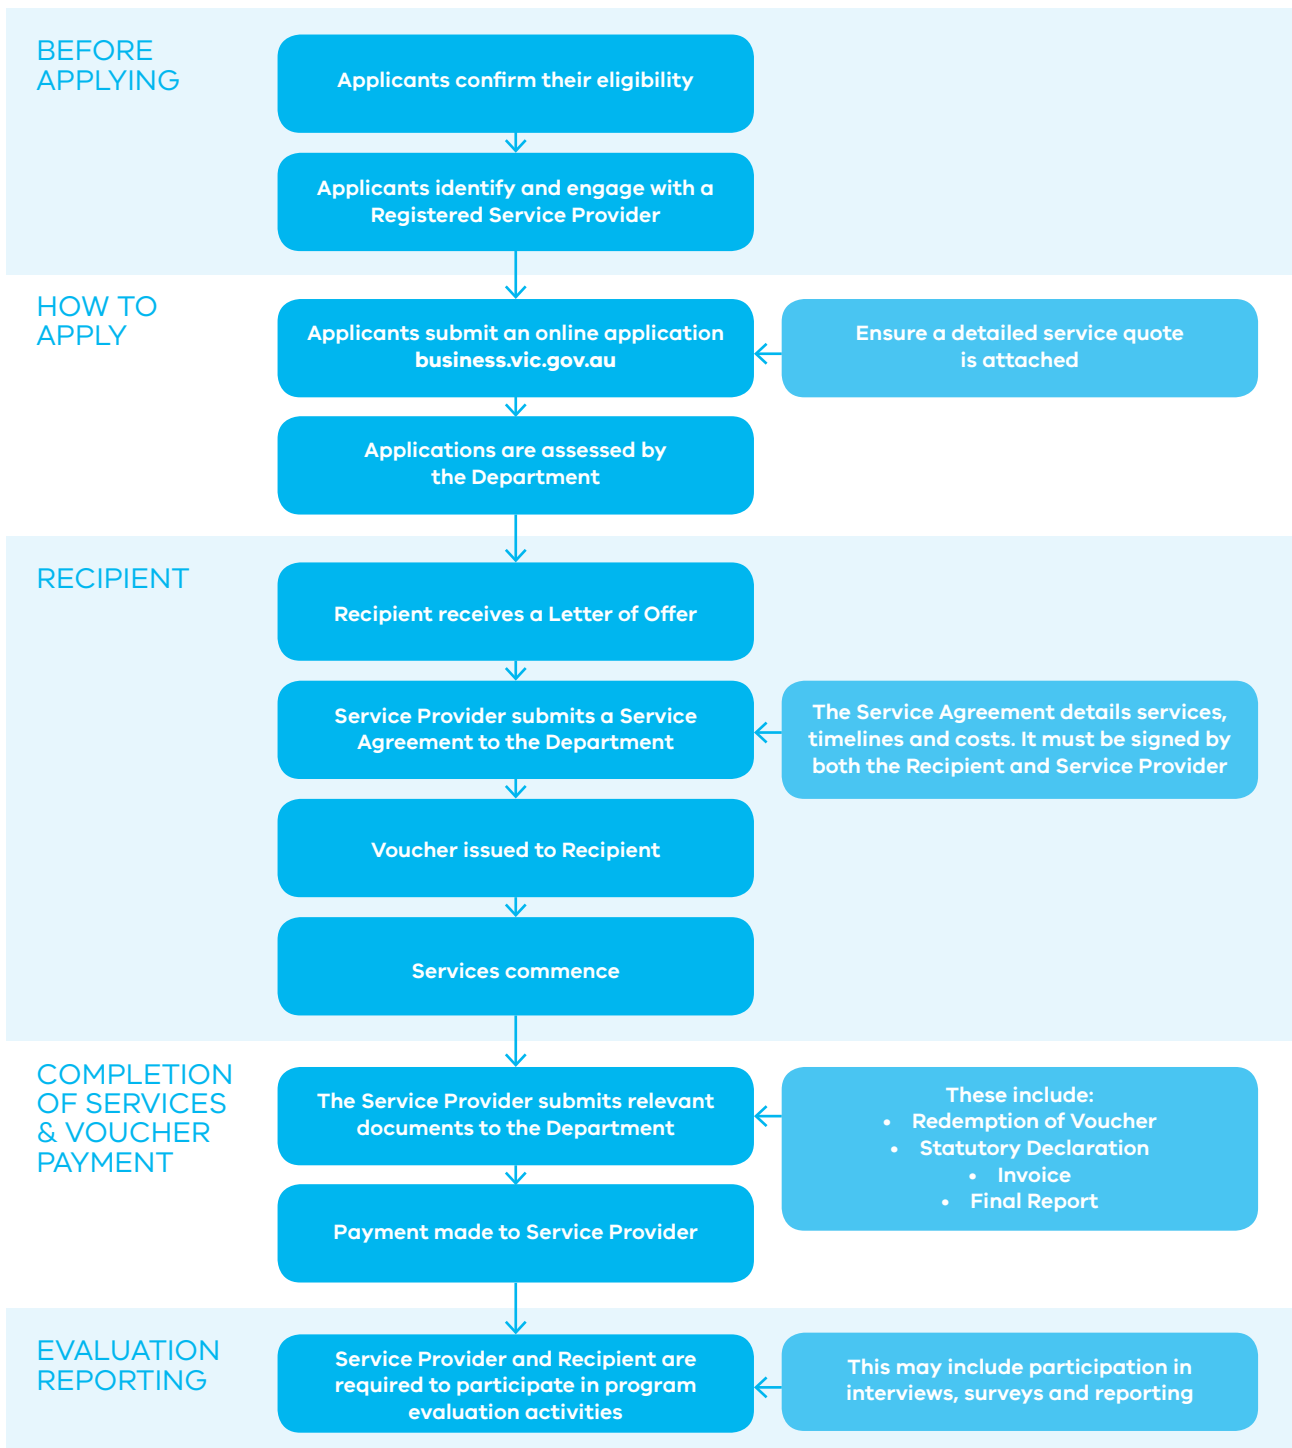 BEFORE
APPLYING
Applicants confirm their eligibility
Applicants identify and engage with a
Registered Service Provider
HOW TO
APPLY
Applicants submit an online application
business.vic.gov.au
Ensure a detailed service quote
is attached
Applications are assessed by
the Department
RECIPIENT
Recipient receives a Letter of Offer
Service Provider submits a Service
Agreement to the Department
The Service Agreement details services,
timelines and costs. It must be signed by
both the Recipient and Service Provider
Voucher issued to Recipient
Services commence
COMPLETION
OF SERVICES
& VOUCHER
PAYMENT
The Service Provider submits relevant
documents to the Department
These include:
• Redemption of Voucher
• Statutory Declaration
• Invoice
• Final Report
Payment made to Service Provider
EVALUATION
REPORTING
Service Provider and Recipient are
required to participate in program
evaluation activities
This may include participation in
interviews, surveys and reporting